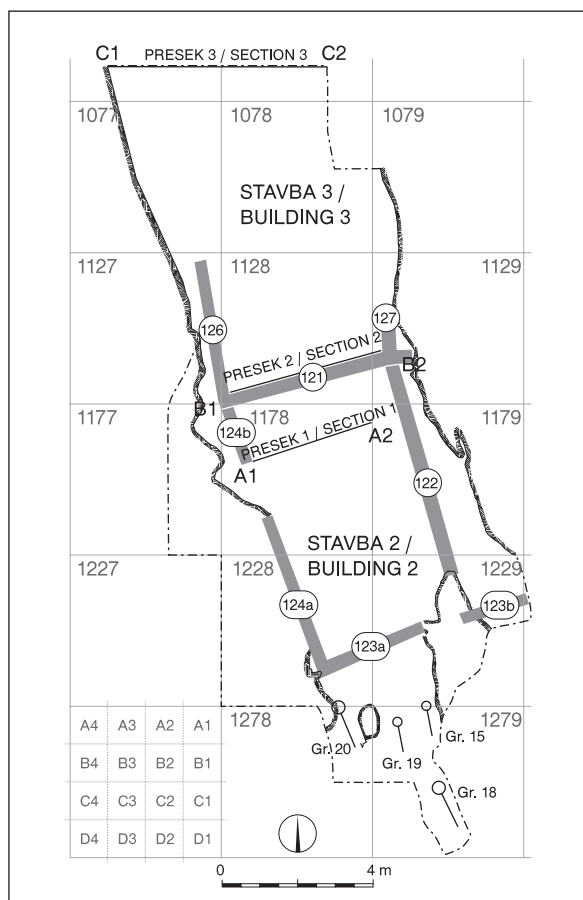 C1 PRESEK 3 / SECTION 3 C2
1077 1078 1079
STAVBA 3 /
BUILDING 3
1127 1128 1129
126 127
PRESEK 2 / SECTION 2
121
B2
B1
1177 1178 1179
124b
PRESEK 1 / SECTION 1
A1 A2
122
STAVBA 2 /
BUILDING 2
1227 1228 1229
124a 123b
123a
1278 1279
Gr. 20 Gr. 19 Gr. 15
Gr. 18
A4 A3 A2 A1
B4 B3 B2 B1
C4 C3 C2 C1
D4 D3 D2 D1
0 4 m